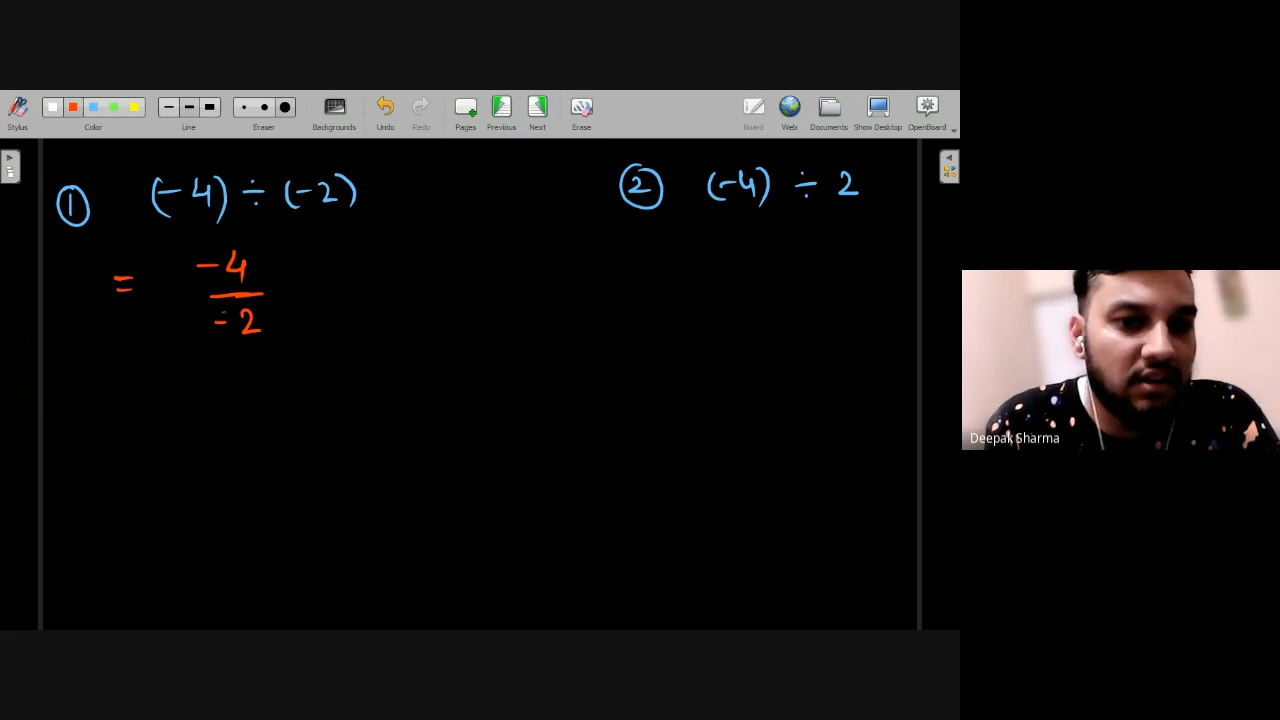 Stylus Color Line Eraser Backgrounds Undo Redo Pages Previous Next Erase Board Web Documents Show Desktop OpenBoard
① (-4) ÷ (-2)
② (-4) ÷ 2
= -4
-2
Deepak Sharma